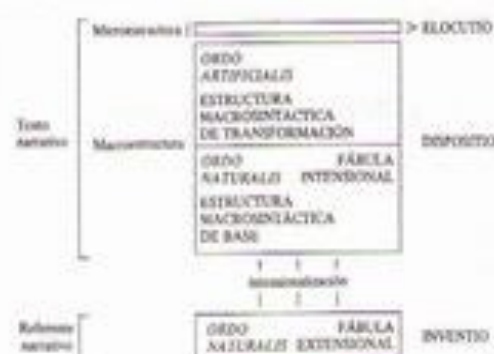 Microestructura > ELOCUTIO
ORDO
ARTIFICIALIS
ESTRUCTURA
MACROSINTÁCTICA
DE TRANSFORMACIÓN
Texto
narrativo
Macroestructura
DISPOSITIO
ORDO FÁBULA
NATURALIS INTENSIONAL
ESTRUCTURA
MACROSINTÁCTICA
DE BASE
intensionalización
Referente
narrativo
ORDO FÁBULA
NATURALIS EXTENSIONAL
INVENTIO